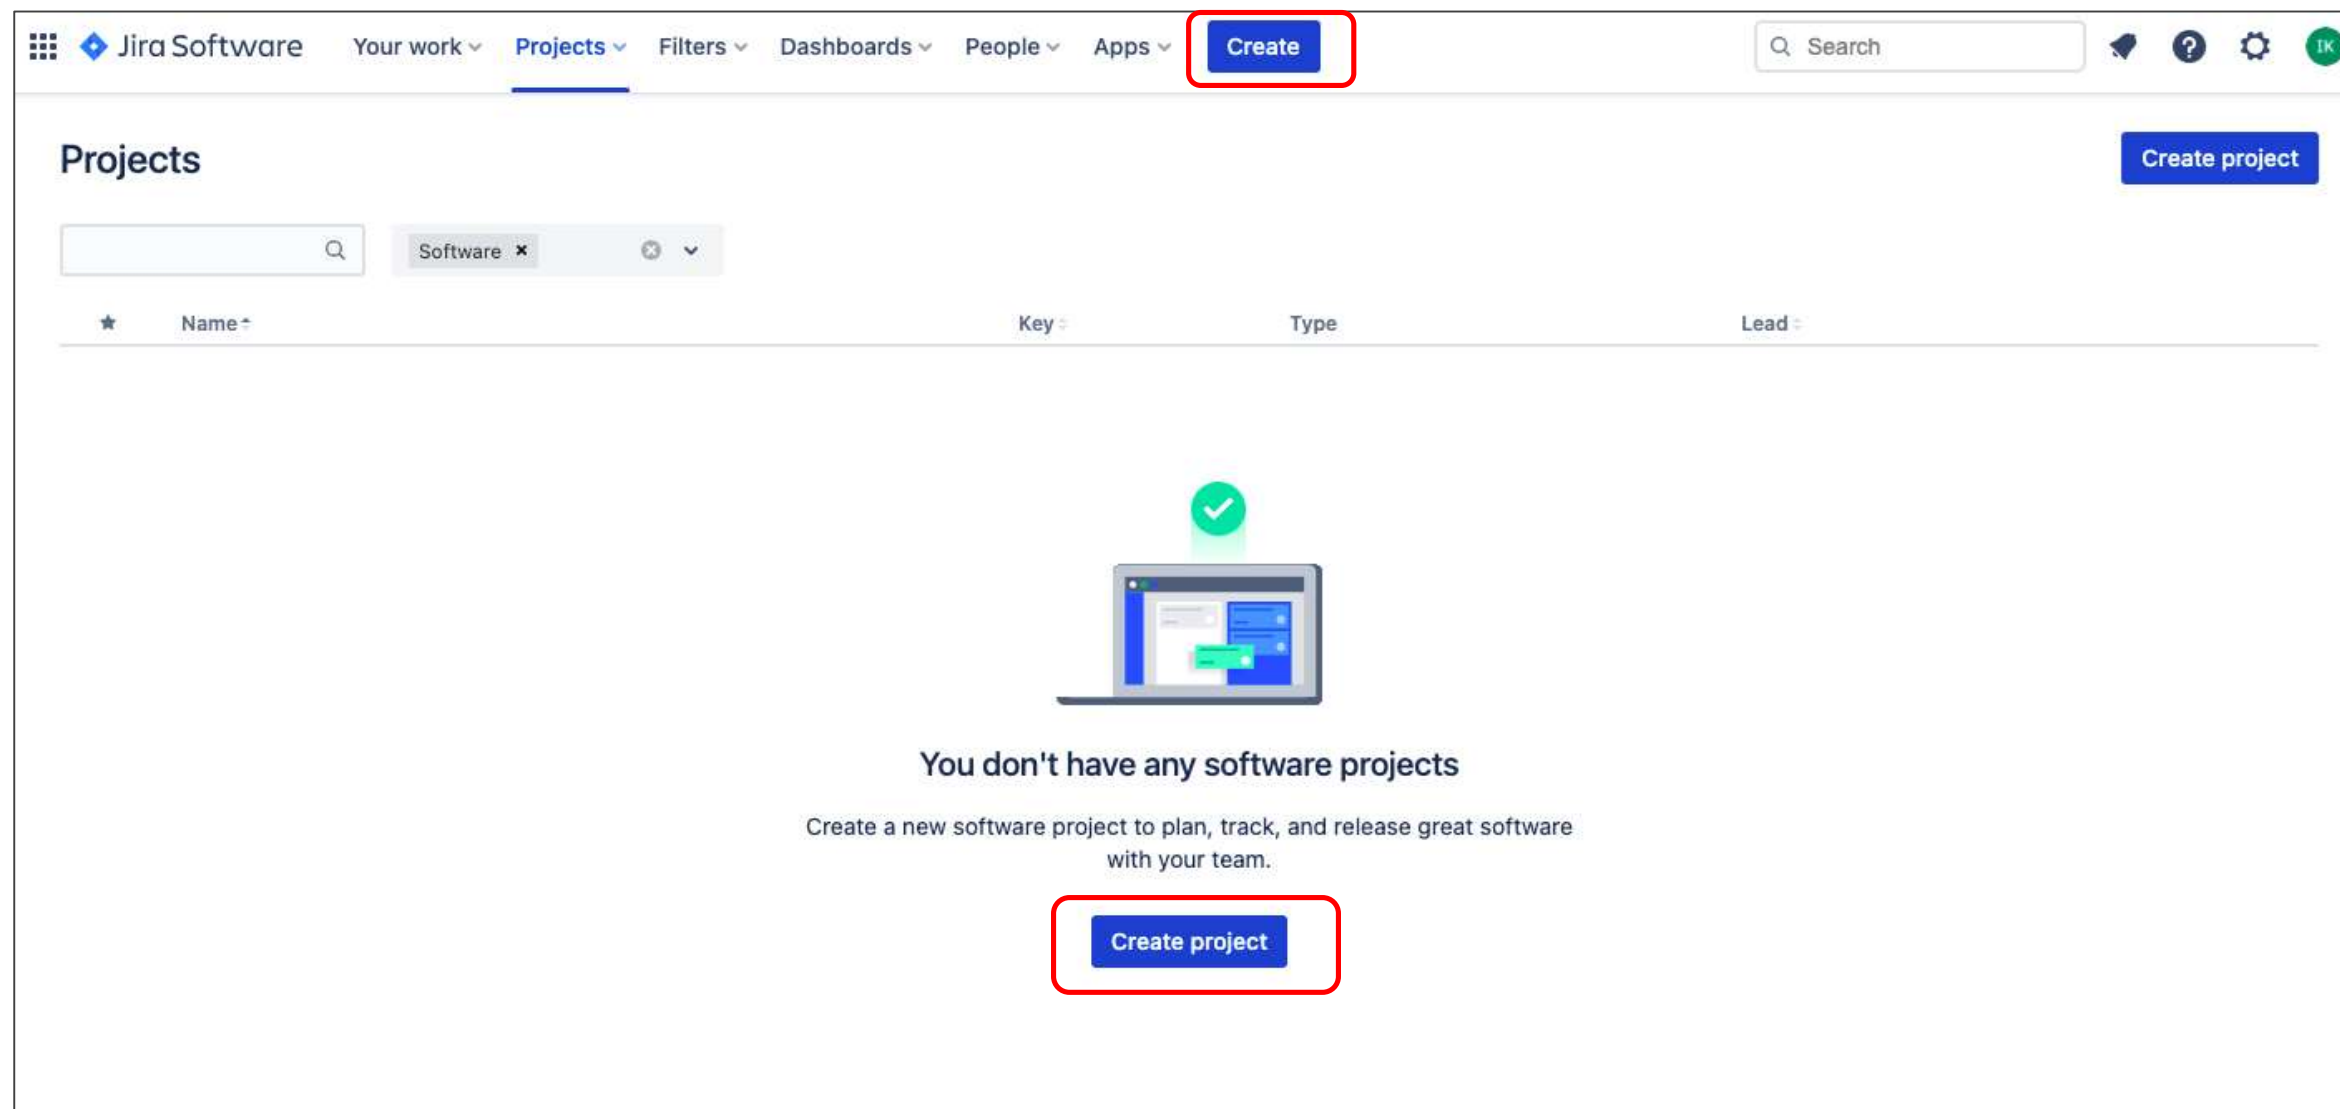 Jira Software Your work Projects Filters Dashboards People Apps Create Search IK
Projects Create project
Software
Name Key Type Lead
You don't have any software projects
Create a new software project to plan, track, and release great software
with your team.
Create project